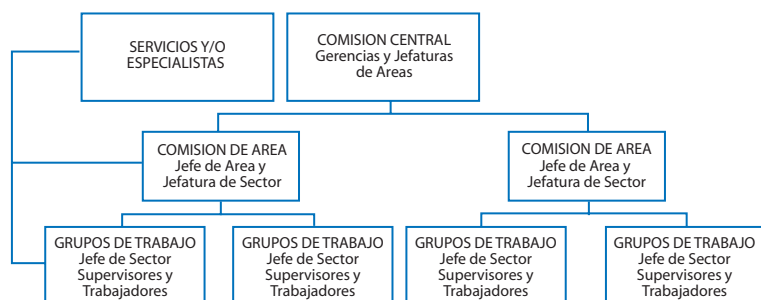 SERVICIOS Y/O
ESPECIALISTAS
COMISION CENTRAL
Gerencias y Jefaturas
de Areas
COMISION DE AREA
Jefe de Area y
Jefatura de Sector
COMISION DE AREA
Jefe de Area y
Jefatura de Sector
GRUPOS DE TRABAJO
Jefe de Sector
Supervisores y
Trabajadores
GRUPOS DE TRABAJO
Jefe de Sector
Supervisores y
Trabajadores
GRUPOS DE TRABAJO
Jefe de Sector
Supervisores y
Trabajadores
GRUPOS DE TRABAJO
Jefe de Sector
Supervisores y
Trabajadores